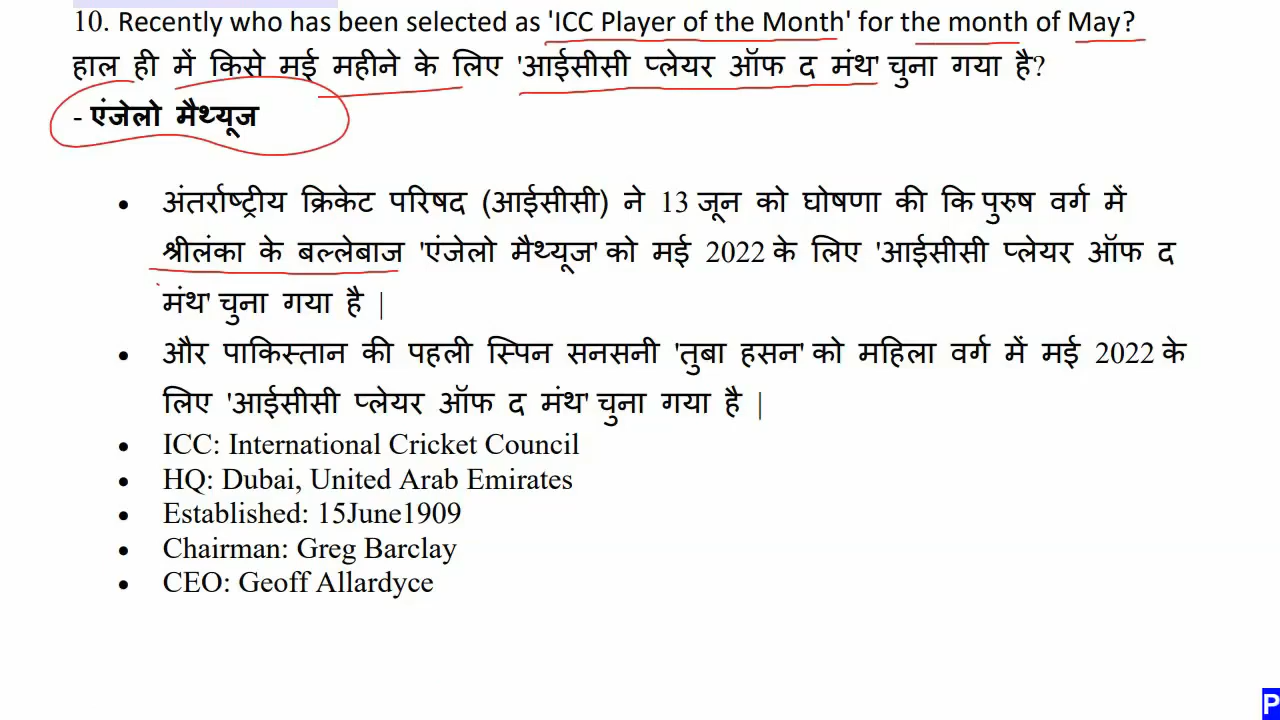 10. Recently who has been selected as 'ICC Player of the Month' for the month of May?
हाल ही में किसे मई महीने के लिए 'आईसीसी प्लेयर ऑफ द मंथ' चुना गया है?
- एंजेलो मैथ्यूज
• अंतर्राष्ट्रीय क्रिकेट परिषद (आईसीसी) ने 13 जून को घोषणा की कि पुरुष वर्ग में
श्रीलंका के बल्लेबाज 'एंजेलो मैथ्यूज' को मई 2022 के लिए 'आईसीसी प्लेयर ऑफ द
मंथ' चुना गया है |
• और पाकिस्तान की पहली स्पिन सनसनी 'तुबा हसन' को महिला वर्ग में मई 2022 के
लिए 'आईसीसी प्लेयर ऑफ द मंथ' चुना गया है |
• ICC: International Cricket Council
• HQ: Dubai, United Arab Emirates
• Established: 15June1909
• Chairman: Greg Barclay
• CEO: Geoff Allardyce
P